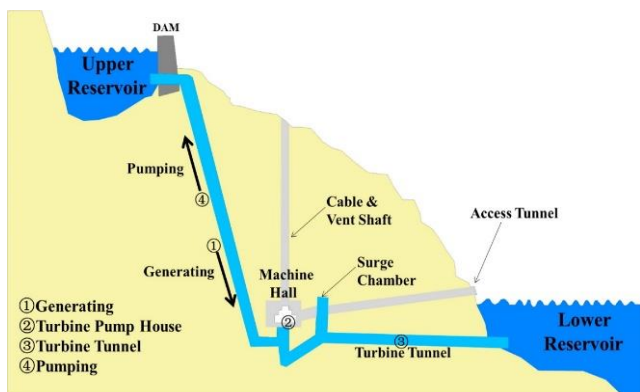 DAM
Upper
Reservoir
Pumping
④
①
Generating
Cable &
Vent Shaft
Access Tunnel
Surge
Chamber
Machine
Hall
②
③
Turbine Tunnel
Lower
Reservoir
①Generating
②Turbine Pump House
③Turbine Tunnel
④Pumping